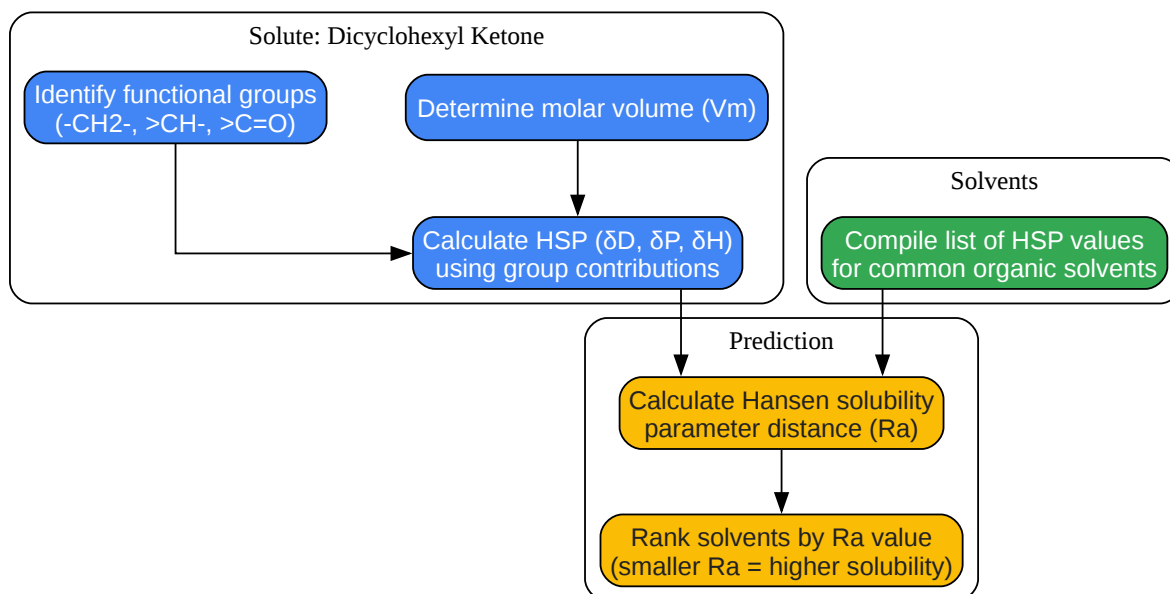 Solute: Dicyclohexyl Ketone
Identify functional groups
(-CH2-, >CH-, >C=O)
Determine molar volume (Vm)
Calculate HSP (δD, δP, δH)
using group contributions
Solvents
Compile list of HSP values
for common organic solvents
Prediction
Calculate Hansen solubility
parameter distance (Ra)
Rank solvents by Ra value
(smaller Ra = higher solubility)